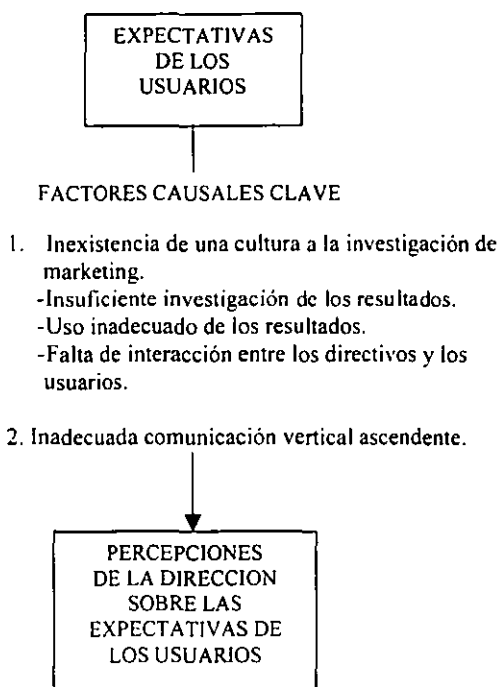 EXPECTATIVAS
DE LOS
USUARIOS
FACTORES CAUSALES CLAVE
1. Inexistencia de una cultura a la investigación de
marketing.
-Insuficiente investigación de los resultados.
-Uso inadecuado de los resultados.
-Falta de interacción entre los directivos y los
usuarios.
2. Inadecuada comunicación vertical ascendente.
PERCEPCIONES
DE LA DIRECCION
SOBRE LAS
EXPECTATIVAS DE
LOS USUARIOS